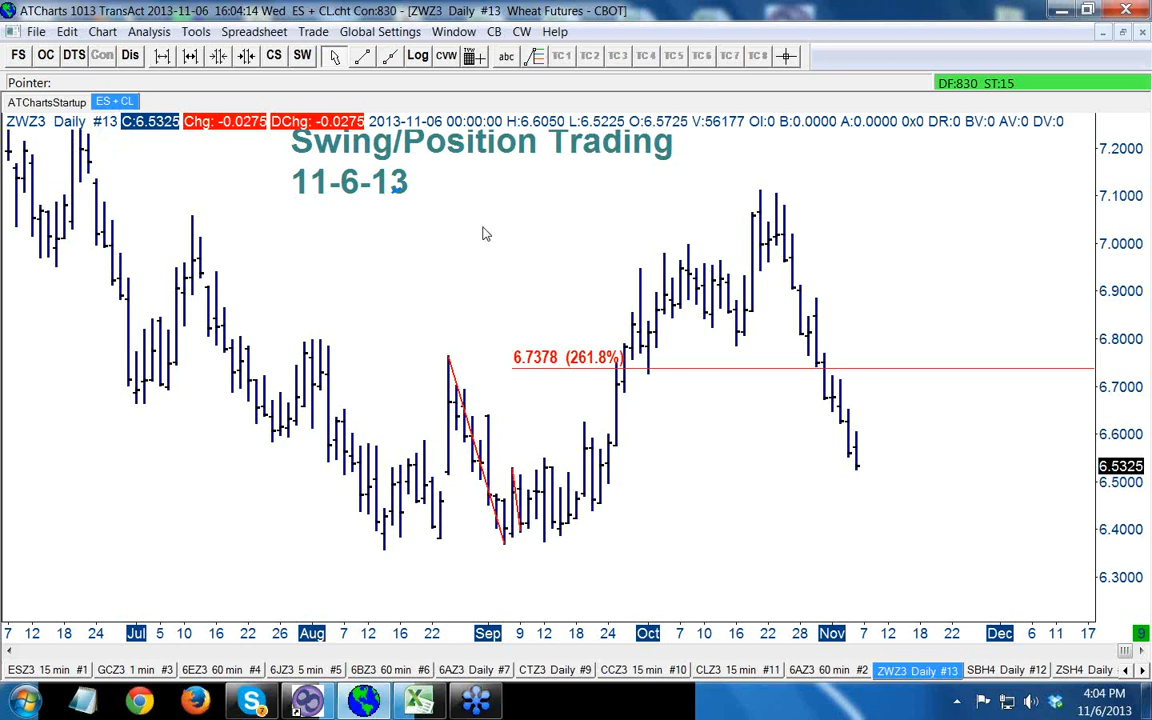 ATCharts 1013 TransAct 2013-11-06 16:04:14 Wed ES + CL.cht Con:830 - [ZWZ3 Daily #13 Wheat Futures - CBOT]
File Edit Chart Analysis Tools Spreadsheet Trade Global Settings Window CB CW Help
FS OC DTS Con Dis CS SW Log CVW abc TC1 TC2 TC3 TC4 TC5 TC6 TC7 TC8
Pointer: DF:830 ST:15
ATChartsStartup ES + CL
ZWZ3 Daily #13 C:6.5325 Chg: -0.0275 DChg: -0.0275 2013-11-06 00:00:00 H:6.6050 L:6.5225 O:6.5725 V:56177 OI:0 B:0.0000 A:0.0000 0x0 DR:0 BV:0 AV:0 DV:0
Swing/Position Trading
11-6-13
7.2000
7.1000
7.0000
6.9000
6.8000
6.7378 (261.8%)
6.7000
6.6000
6.5325
6.5000
6.4000
6.3000
7 12 18 24 Jul 5 10 16 22 26 Aug 7 12 16 22 Sep 9 12 18 24 Oct 7 10 16 22 28 Nov 7 12 18 22 Dec 6 11 17 9
ESZ3 15 min #1 GCZ3 1 min #3 6EZ3 60 min #4 6JZ3 5 min #5 6BZ3 60 min #6 6AZ3 Daily #7 CTZ3 Daily #9 CCZ3 15 min #10 CLZ3 15 min #11 6AZ3 60 min #2 ZWZ3 Daily #13 SBH4 Daily #12 ZSH4 Daily
4:04 PM
11/6/2013